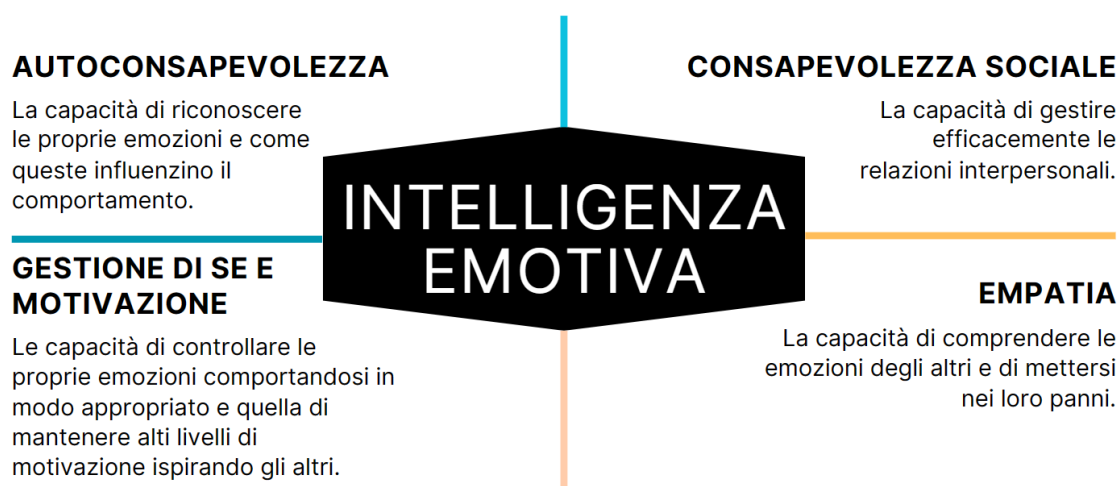 AUTOCONSAPEVOLEZZA
La capacità di riconoscere
le proprie emozioni e come
queste influenzino il
comportamento.
GESTIONE DI SE E
MOTIVAZIONE
Le capacità di controllare le
proprie emozioni comportandosi in
modo appropriato e quella di
mantenere alti livelli di
motivazione ispirando gli altri.
INTELLIGENZA
EMOTIVA
CONSAPEVOLEZZA SOCIALE
La capacità di gestire
efficacemente le
relazioni interpersonali.
EMPATIA
La capacità di comprendere le
emozioni degli altri e di mettersi
nei loro panni.